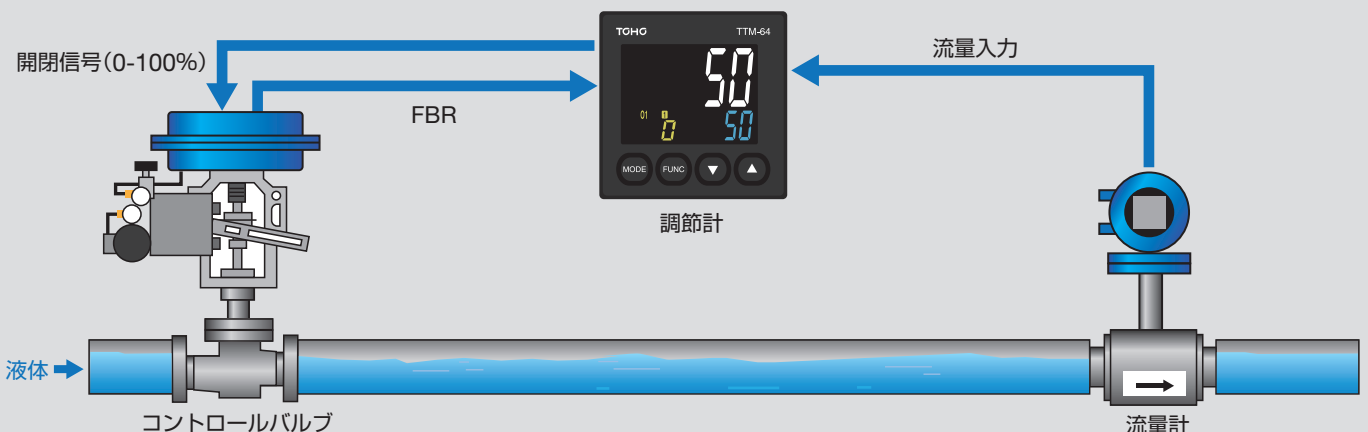 TOHO TTM-64
50
01 1 0 50
MODE FUNC
調節計
開閉信号(0-100%)
FBR
流量入力
液体
コントロールバルブ
流量計